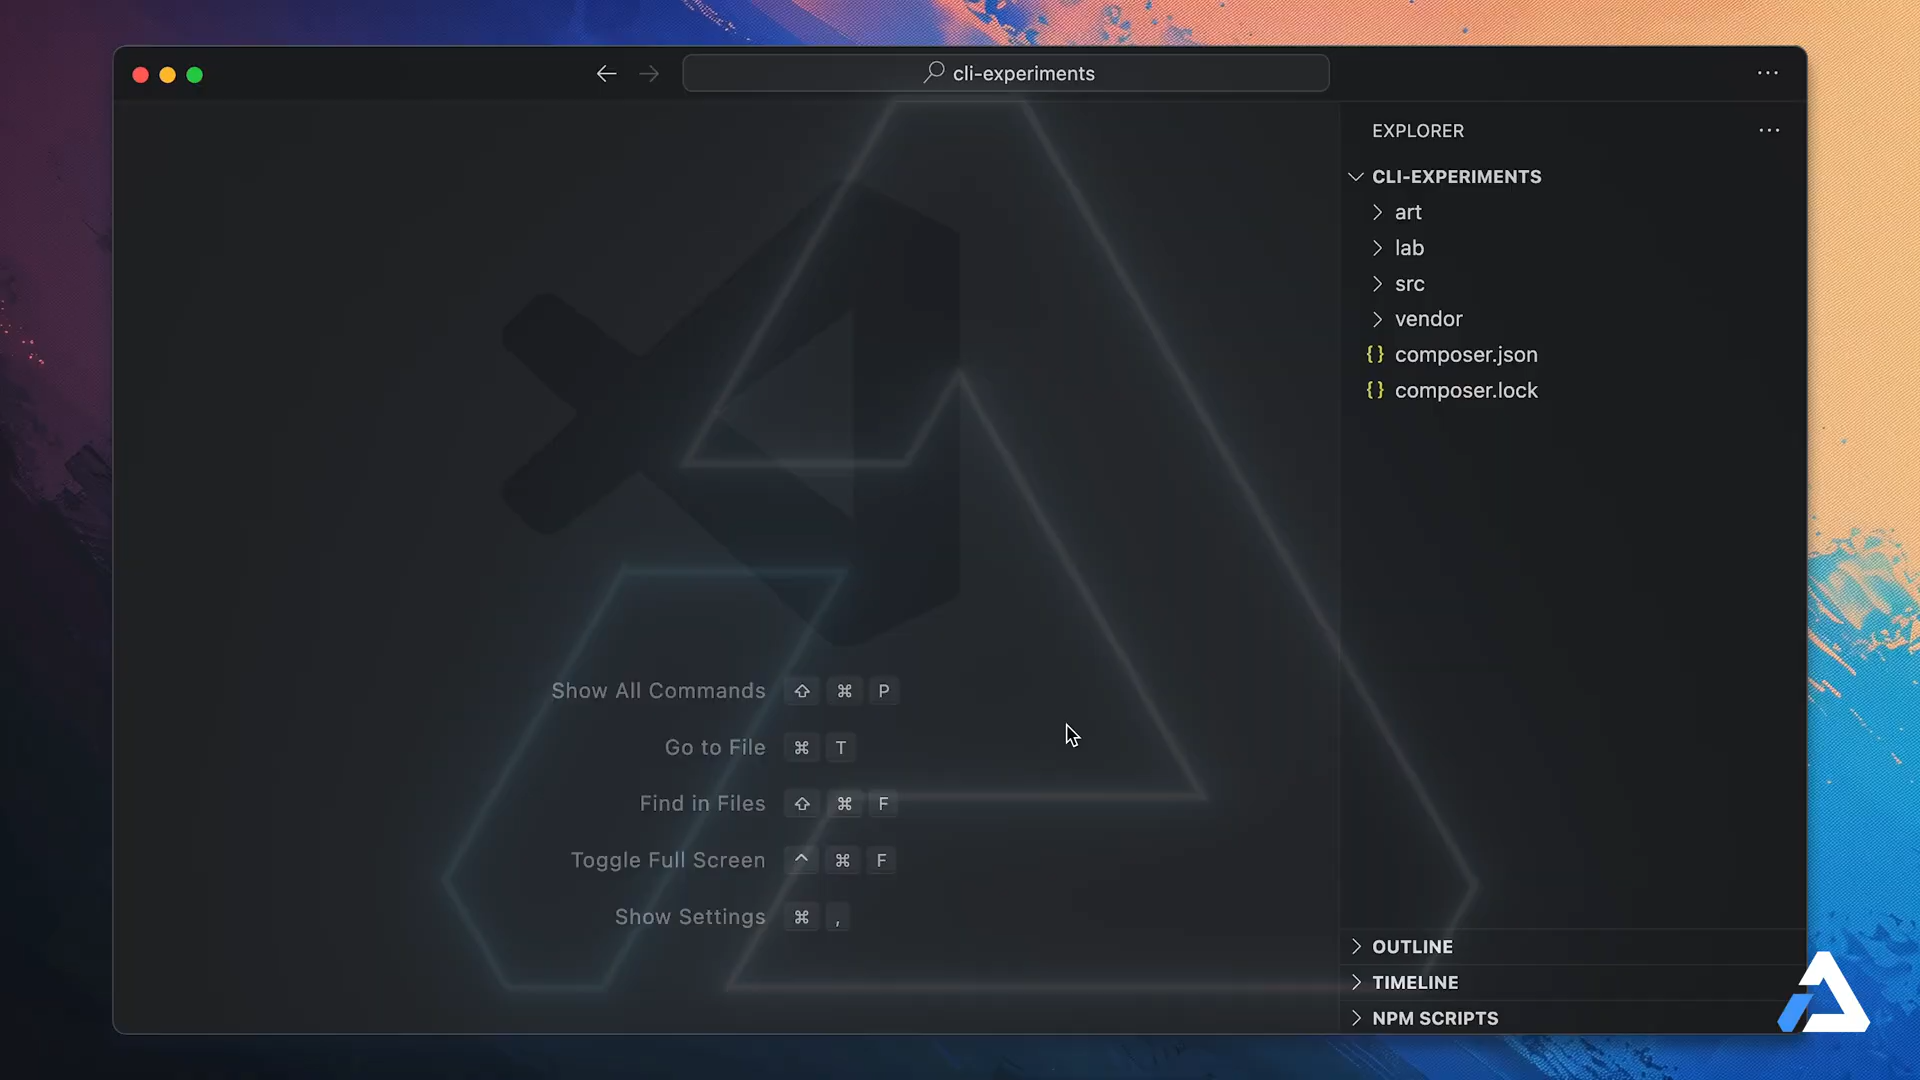 cli-experiments
EXPLORER
CLI-EXPERIMENTS
art
lab
src
vendor
{} composer.json
{} composer.lock
Show All Commands ⇧ ⌘ P
Go to File ⌘ T
Find in Files ⇧ ⌘ F
Toggle Full Screen ^ ⌘ F
Show Settings ⌘ ,
OUTLINE
TIMELINE
NPM SCRIPTS